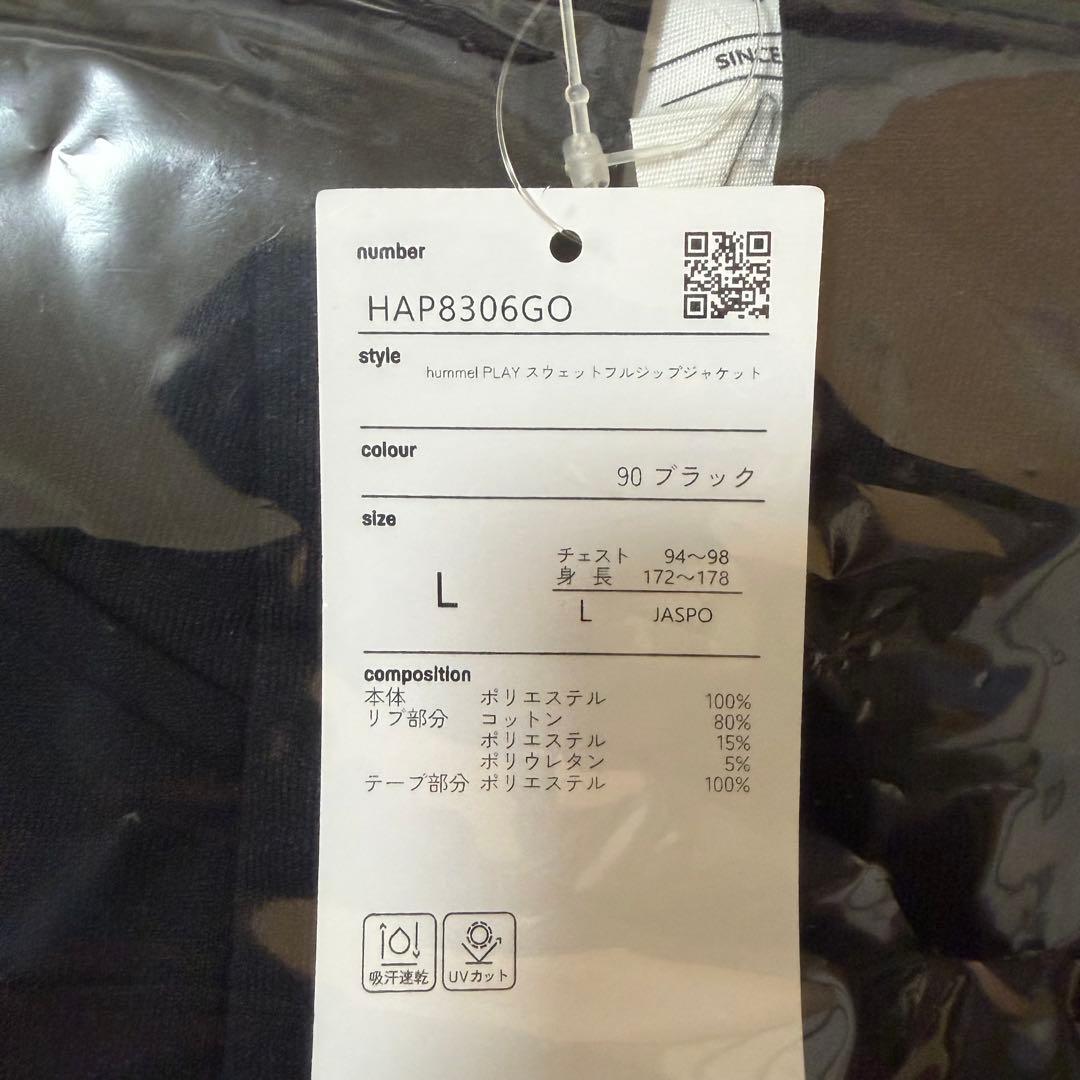 SINCE
number
HAP8306GO
style
hummel PLAY スウェットフルジップジャケット
colour
90 ブラック
size
L
チェスト 94～98
身 長 172～178
L JASPO
composition
本体 ポリエステル 100%
リブ部分 コットン 80%
ポリエステル 15%
ポリウレタン 5%
テープ部分 ポリエステル 100%
吸汗速乾
UVカット